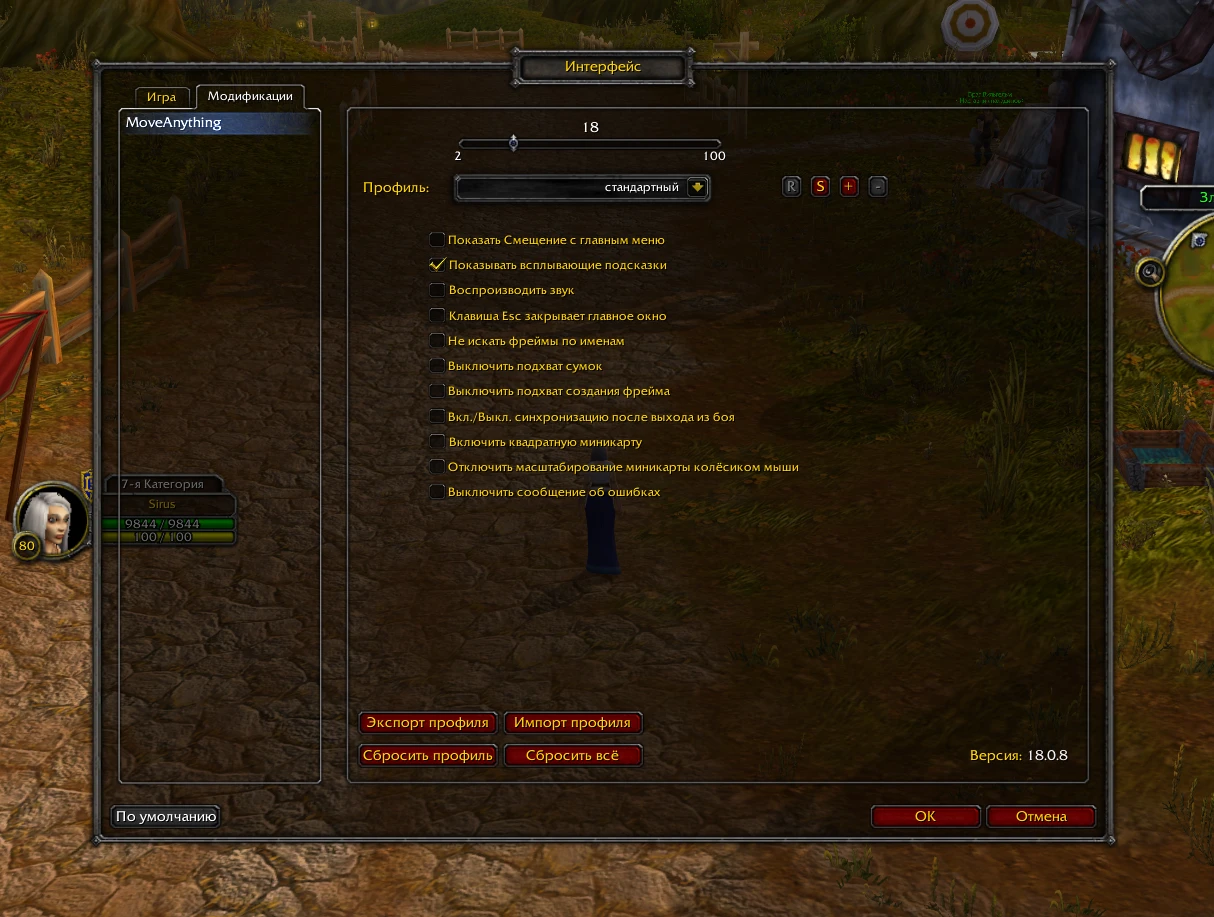 Интерфейс
Игра
Модификации
MoveAnything
18
2
100
Профиль:
стандартный
R
S
+
-
Показать Смещение с главным меню
Показывать всплывающие подсказки
Воспроизводить звук
Клавиша Esc закрывает главное окно
Не искать фреймы по именам
Выключить подхват сумок
Выключить подхват создания фрейма
Вкл./Выкл. синхронизацию после выхода из боя
Включить квадратную миникарту
Отключить масштабирование миникарты колёсиком мыши
Выключить сообщение об ошибках
7-я Категория
Sirus
9844 / 9844
100 / 100
80
Экспорт профиля
Импорт профиля
Сбросить профиль
Сбросить всё
Версия: 18.0.8
По умолчанию
ОК
Отмена